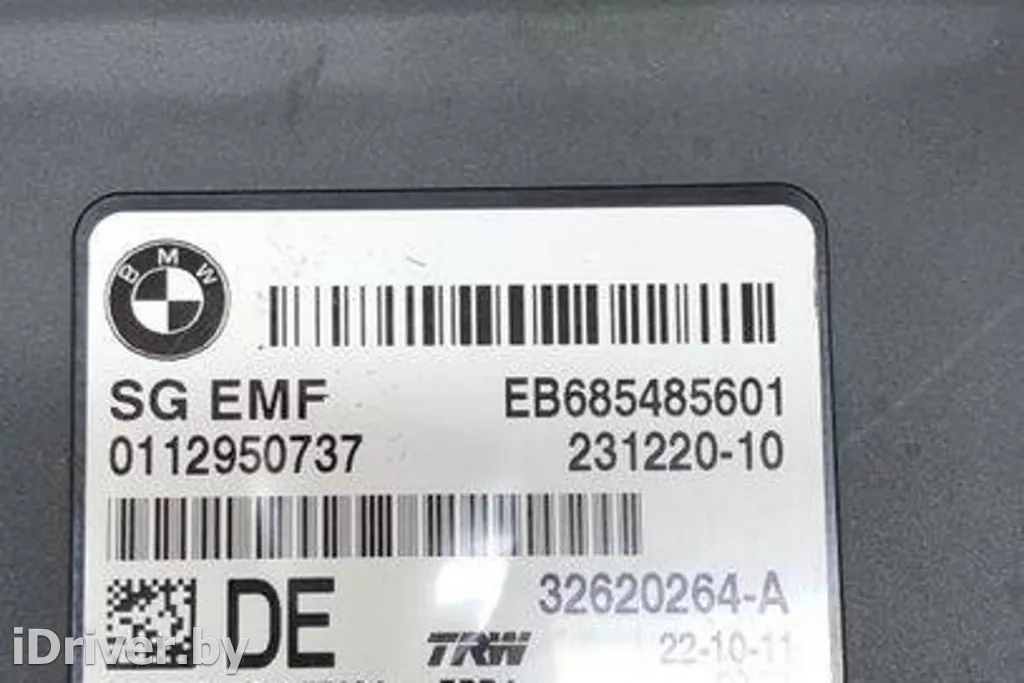 BMW
SG EMF
EB685485601
0112950737
231220-10
DE
32620264-A
TRW
22-10-11
iDriver.by